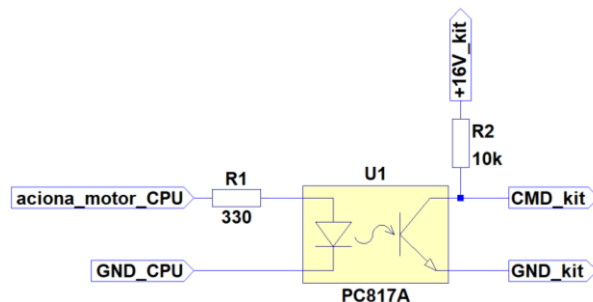 +16V_kit
R2
10k
R1
U1
aciona_motor_CPU
330
CMD_kit
GND_CPU
GND_kit
PC817A